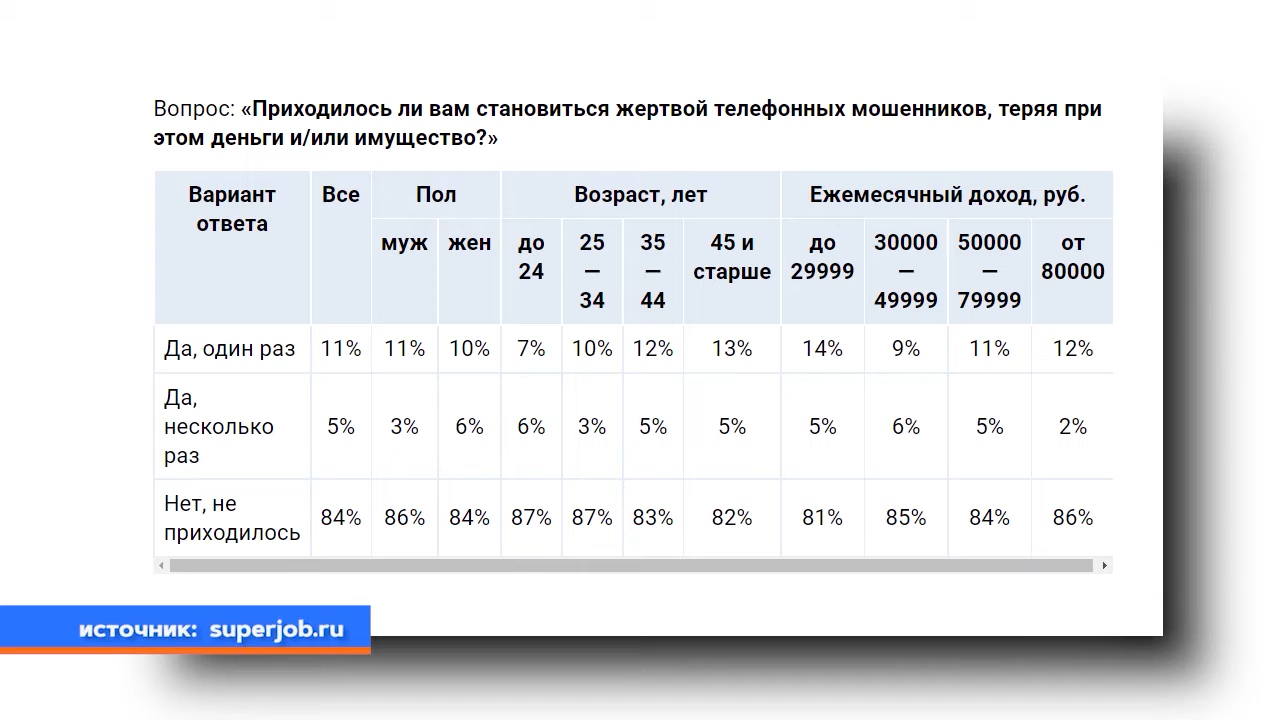 Вопрос: «Приходилось ли вам становиться жертвой телефонных мошенников, теряя при
этом деньги и/или имущество?»
Вариант ответа Все Пол Возраст, лет Ежемесячный доход, руб.
муж жен до 24 25 — 34 35 — 44 45 и старше до 29999 30000 — 49999 50000 — 79999 от 80000
Да, один раз 11% 11% 10% 7% 10% 12% 13% 14% 9% 11% 12%
Да, несколько раз 5% 3% 6% 6% 3% 5% 5% 5% 6% 5% 2%
Нет, не приходилось 84% 86% 84% 87% 87% 83% 82% 81% 85% 84% 86%
источник: superjob.ru